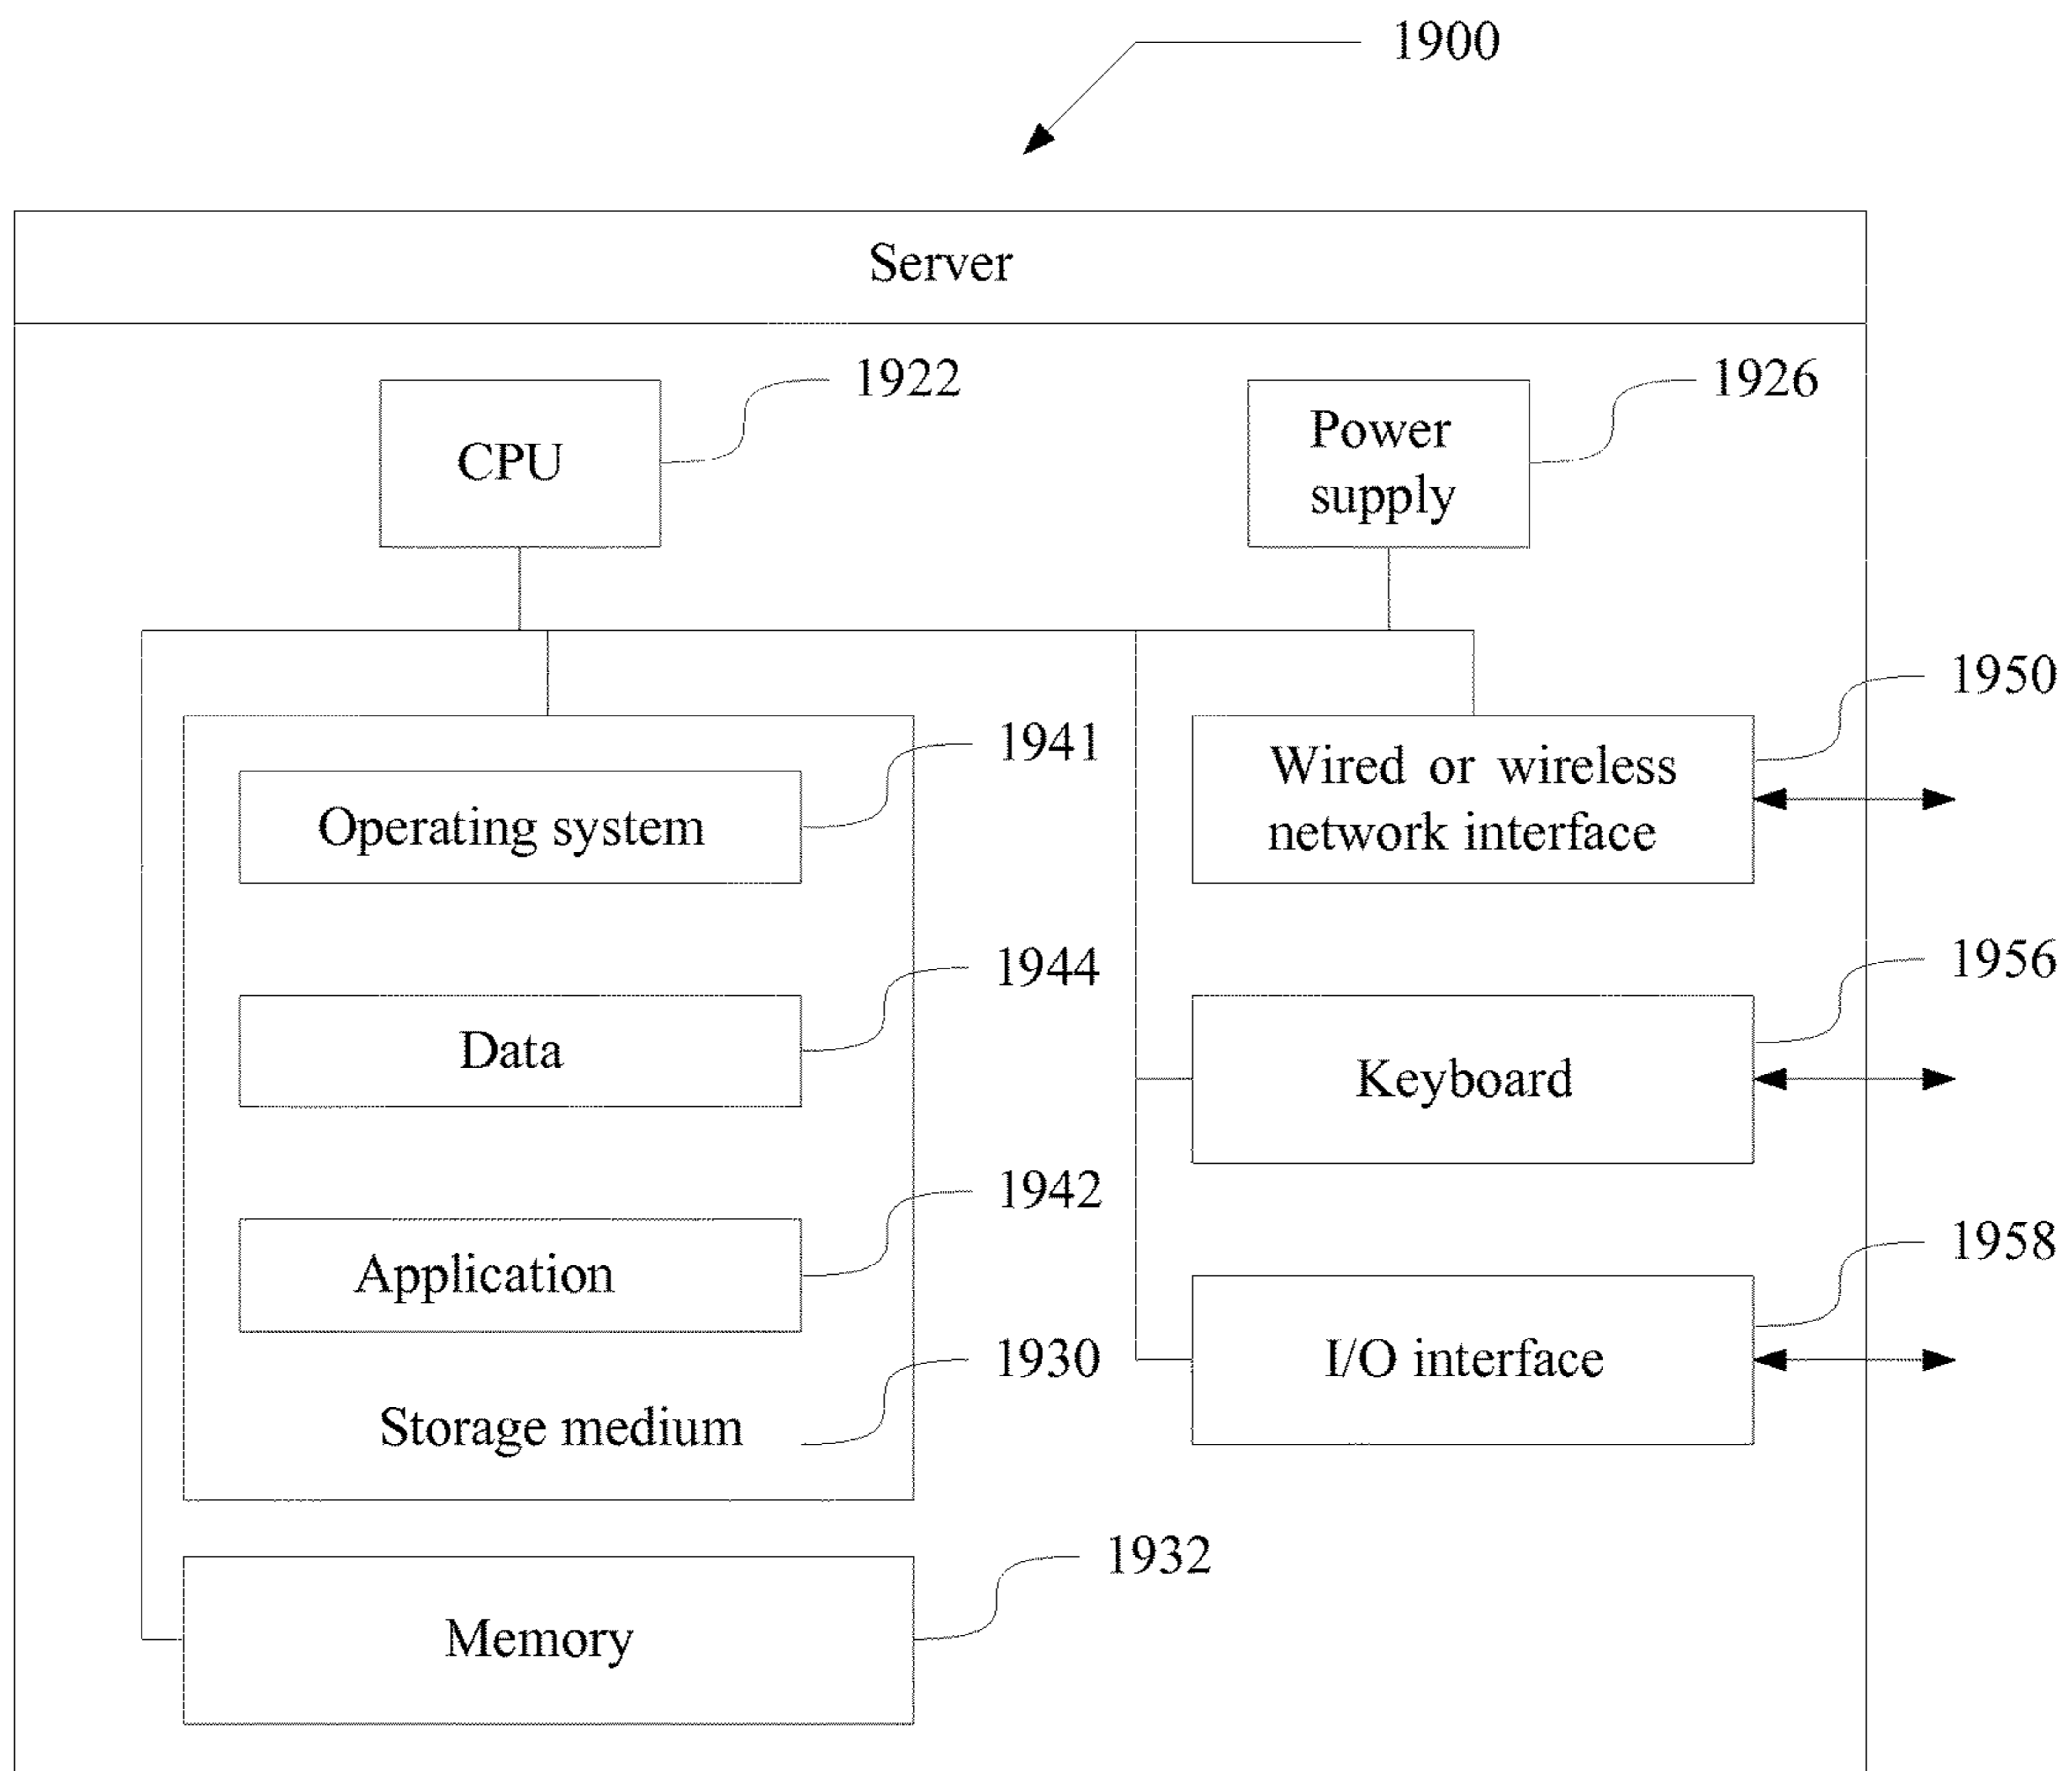 1900
Server
CPU
1922
Power
supply
1926
1950
Wired or wireless
network interface
1941
Operating system
1944
Data
1956
Keyboard
1942
Application
1958
I/O interface
1930
Storage medium
1932
Memory